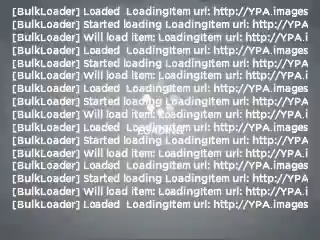 [BulkLoader] Loaded LoadingItem url: http://YPA.images
[BulkLoader] Started loading LoadingItem url: http://YPA
[BulkLoader] Will load item: LoadingItem url: http://YPA.i
[BulkLoader] Loaded LoadingItem url: http://YPA.images
[BulkLoader] Started loading LoadingItem url: http://YPA
[BulkLoader] Will load item: LoadingItem url: http://YPA.i
[BulkLoader] Loaded LoadingItem url: http://YPA.images
[BulkLoader] Started loading LoadingItem url: http://YPA
[BulkLoader] Will load item: LoadingItem url: http://YPA.i
[BulkLoader] Loaded LoadingItem url: http://YPA.images
LOADING
[BulkLoader] Started loading LoadingItem url: http://YPA
[BulkLoader] Will load item: LoadingItem url: http://YPA.i
[BulkLoader] Loaded LoadingItem url: http://YPA.images
[BulkLoader] Started loading LoadingItem url: http://YPA
[BulkLoader] Will load item: LoadingItem url: http://YPA.i
[BulkLoader] Loaded LoadingItem url: http://YPA.images